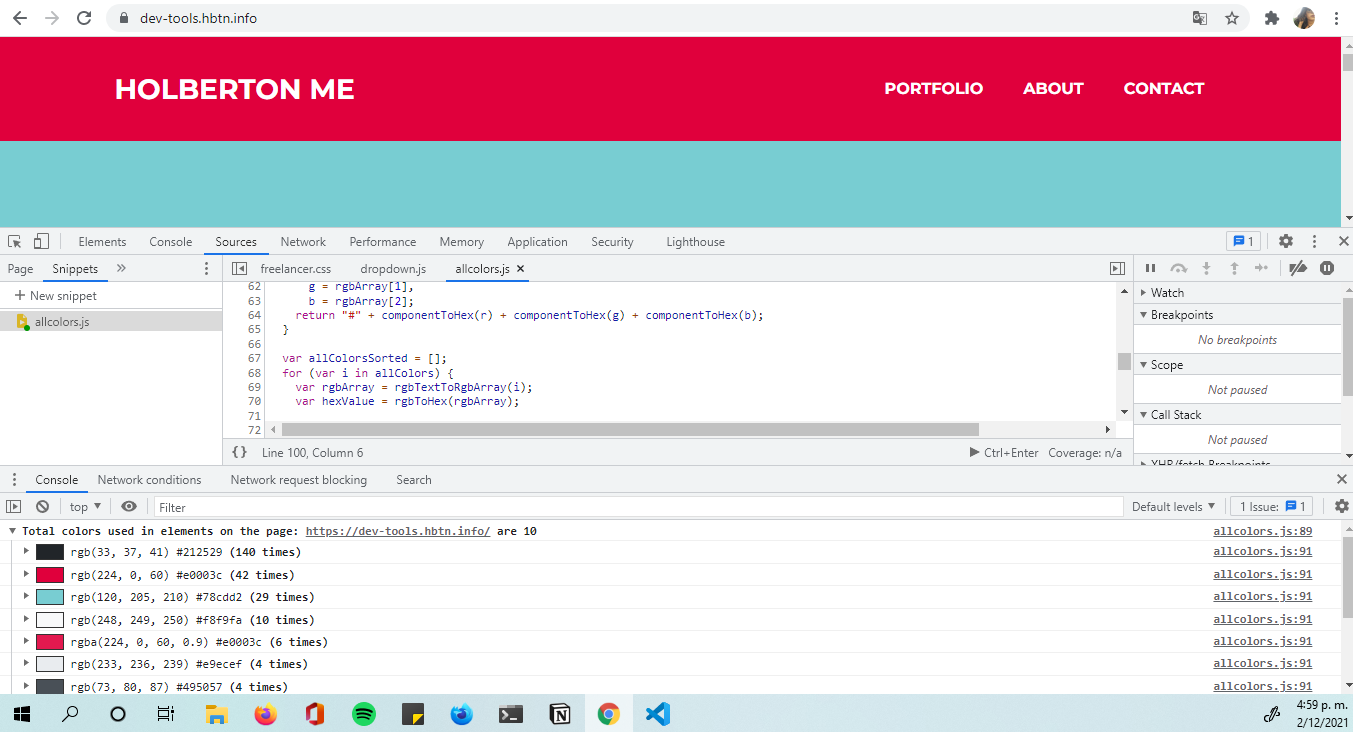 dev-tools.hbtn.info
HOLBERTON ME
PORTFOLIO ABOUT CONTACT
Elements Console Sources Network Performance Memory Application Security Lighthouse 1
Page Snippets
New snippet
allcolors.js
freelancer.css dropdown.js allcolors.js
62 g = rgbArray[1],
63 b = rgbArray[2];
64 return "#" + componentToHex(r) + componentToHex(g) + componentToHex(b);
65 }
66
67 var allColorsSorted = [];
68 for (var i in allColors) {
69 var rgbArray = rgbTextToRgbArray(i);
70 var hexValue = rgbToHex(rgbArray);
71
72
{} Line 100, Column 6 Ctrl+Enter Coverage: n/a
Watch
Breakpoints
No breakpoints
Scope
Not paused
Call Stack
Not paused
XHR/fetch Breakpoints
Console Network conditions Network request blocking Search
top Filter Default levels 1 Issue: 1
Total colors used in elements on the page: https://dev-tools.hbtn.info/ are 10 allcolors.js:89
rgb(33, 37, 41) #212529 (140 times) allcolors.js:91
rgb(224, 0, 60) #e0003c (42 times) allcolors.js:91
rgb(120, 205, 210) #78cdd2 (29 times) allcolors.js:91
rgb(248, 249, 250) #f8f9fa (10 times) allcolors.js:91
rgba(224, 0, 60, 0.9) #e0003c (6 times) allcolors.js:91
rgb(233, 236, 239) #e9ecef (4 times) allcolors.js:91
rgb(73, 80, 87) #495057 (4 times) allcolors.js:91
4:59 p. m.
2/12/2021